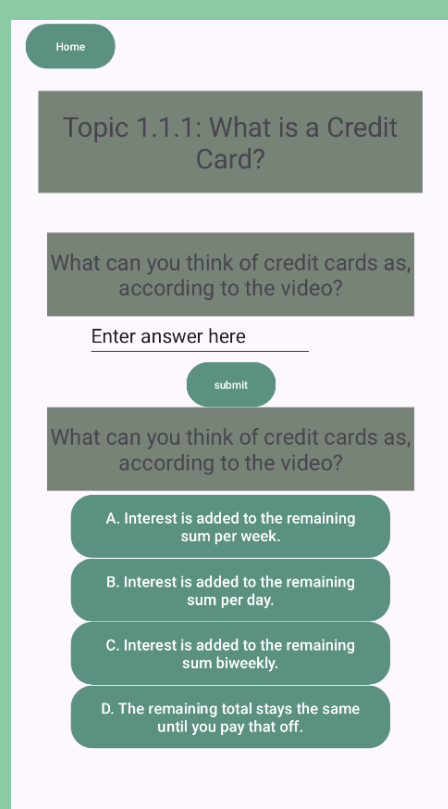 Home
Topic 1.1.1: What is a Credit
Card?
What can you think of credit cards as,
according to the video?
Enter answer here
submit
What can you think of credit cards as,
according to the video?
A. Interest is added to the remaining
sum per week.
B. Interest is added to the remaining
sum per day.
C. Interest is added to the remaining
sum biweekly.
D. The remaining total stays the same
until you pay that off.